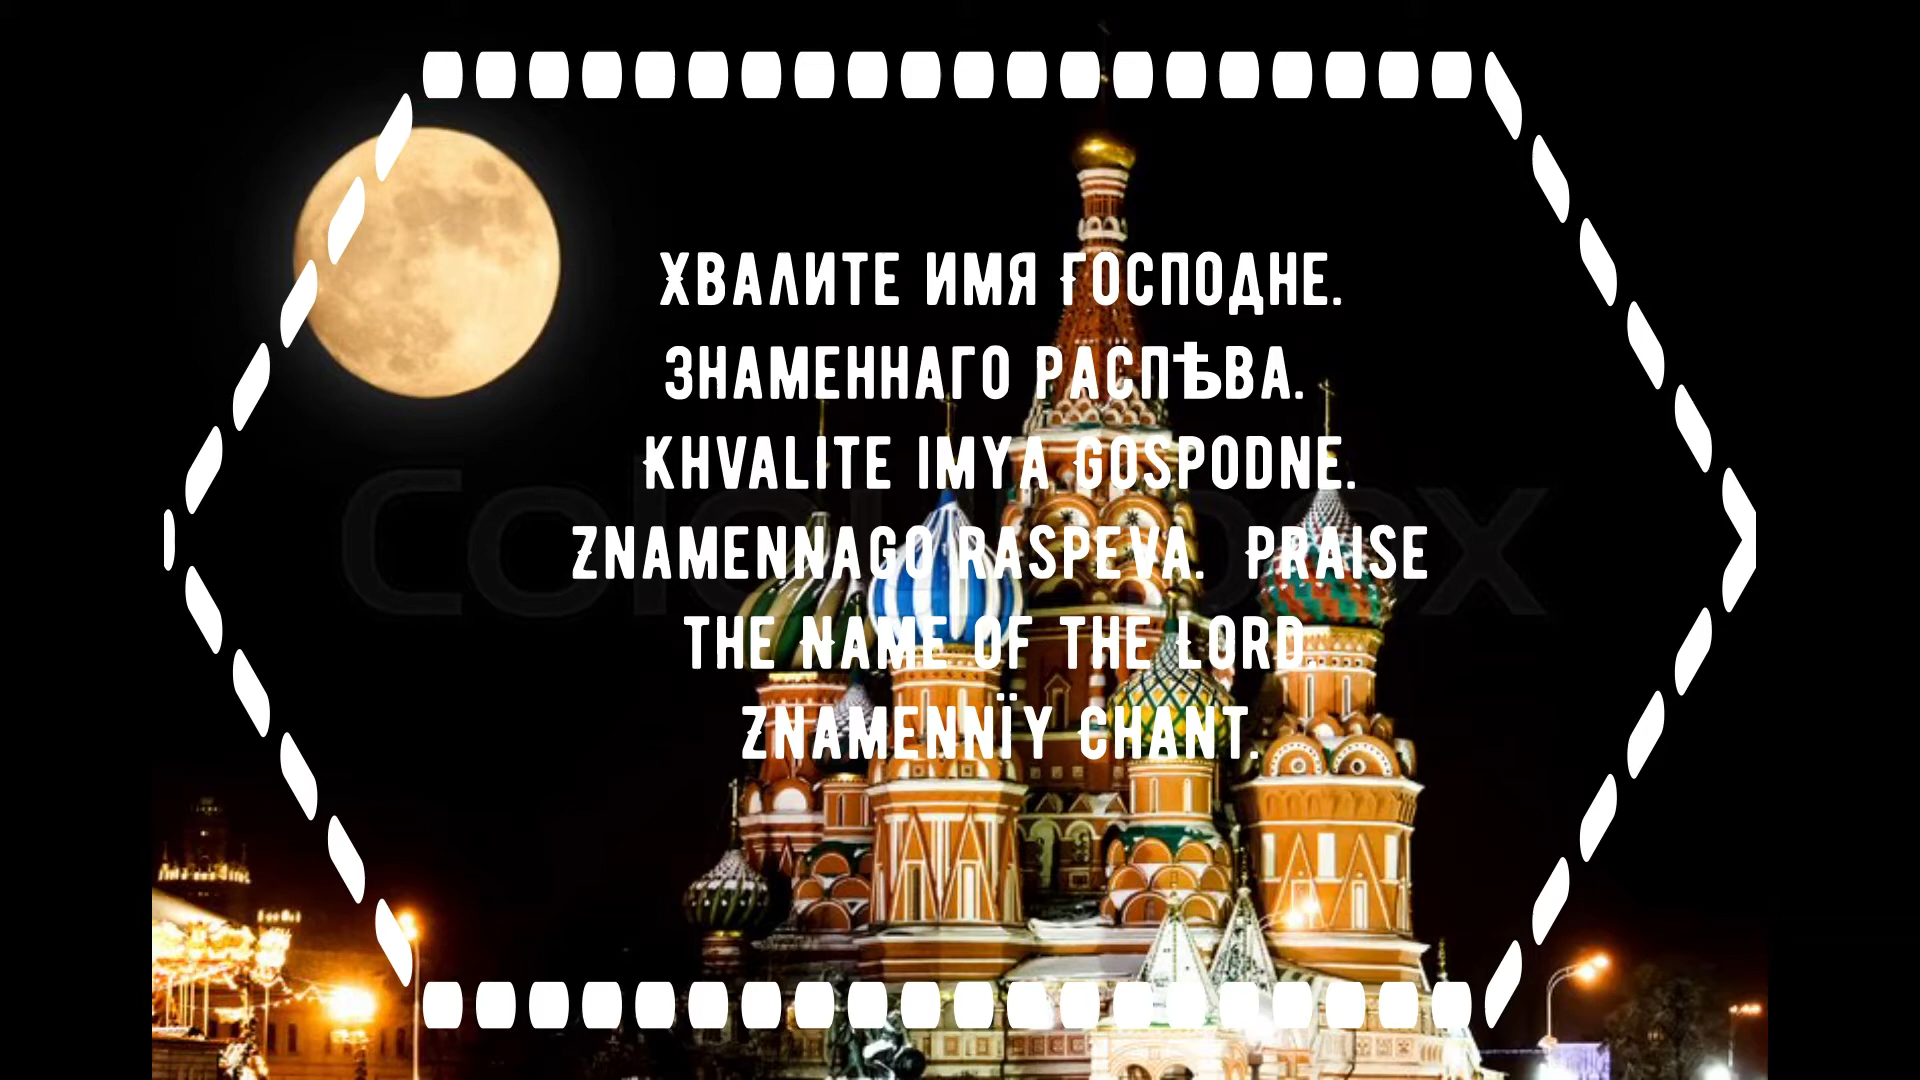 Хвалите имя Господне.
Знаменнаго распѣва.
Khvalite imya Gospodne.
Znamennago raspeva. Praise
the Name of the Lord.
Znamennïy Chant.